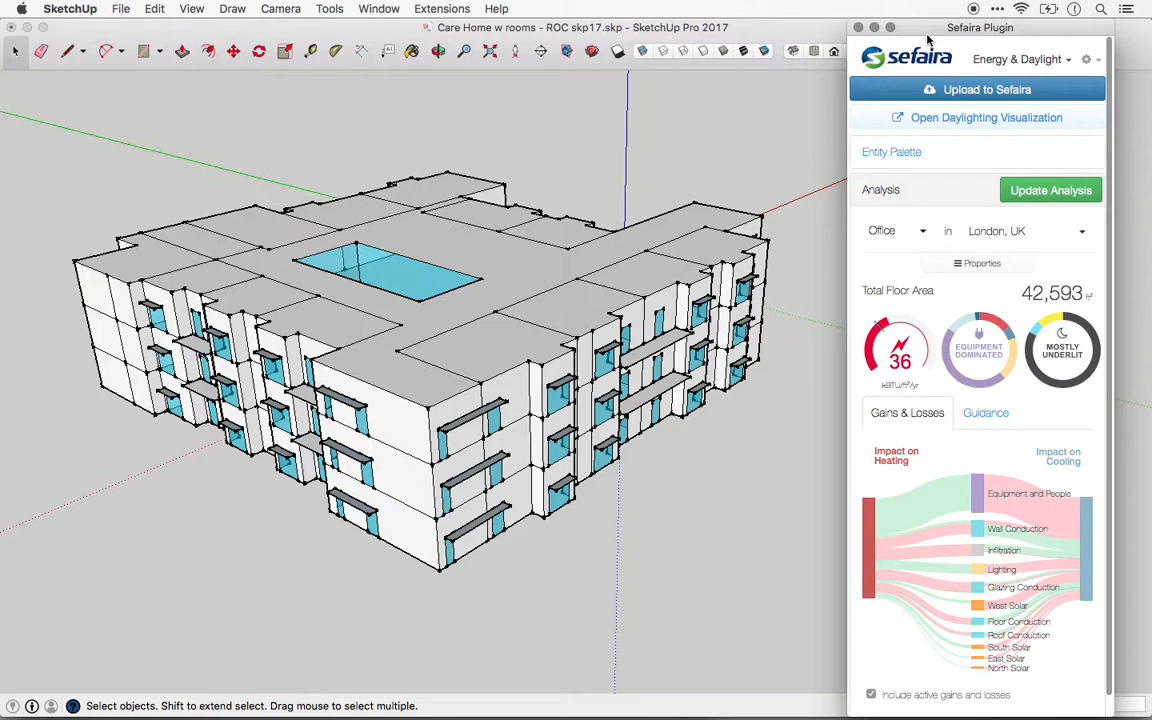 SketchUp File Edit View Draw Camera Tools Window Extensions Help
Care Home w rooms - ROC skp17.skp - SketchUp Pro 2017
Sefaira Plugin
sefaira Energy & Daylight
Upload to Sefaira
Open Daylighting Visualization
Entity Palette
Analysis Update Analysis
Office in London, UK
Properties
Total Floor Area 42,593 ft²
36 EQUIPMENT DOMINATED MOSTLY UNDERLIT
kBTU/ft²/yr
Gains & Losses Guidance
Impact on Heating Impact on Cooling
Equipment and People
Wall Conduction
Infiltration
Lighting
Glazing Conduction
West Solar
Floor Conduction
Roof Conduction
South Solar
East Solar
North Solar
Include active gains and losses
Select objects. Shift to extend select. Drag mouse to select multiple.